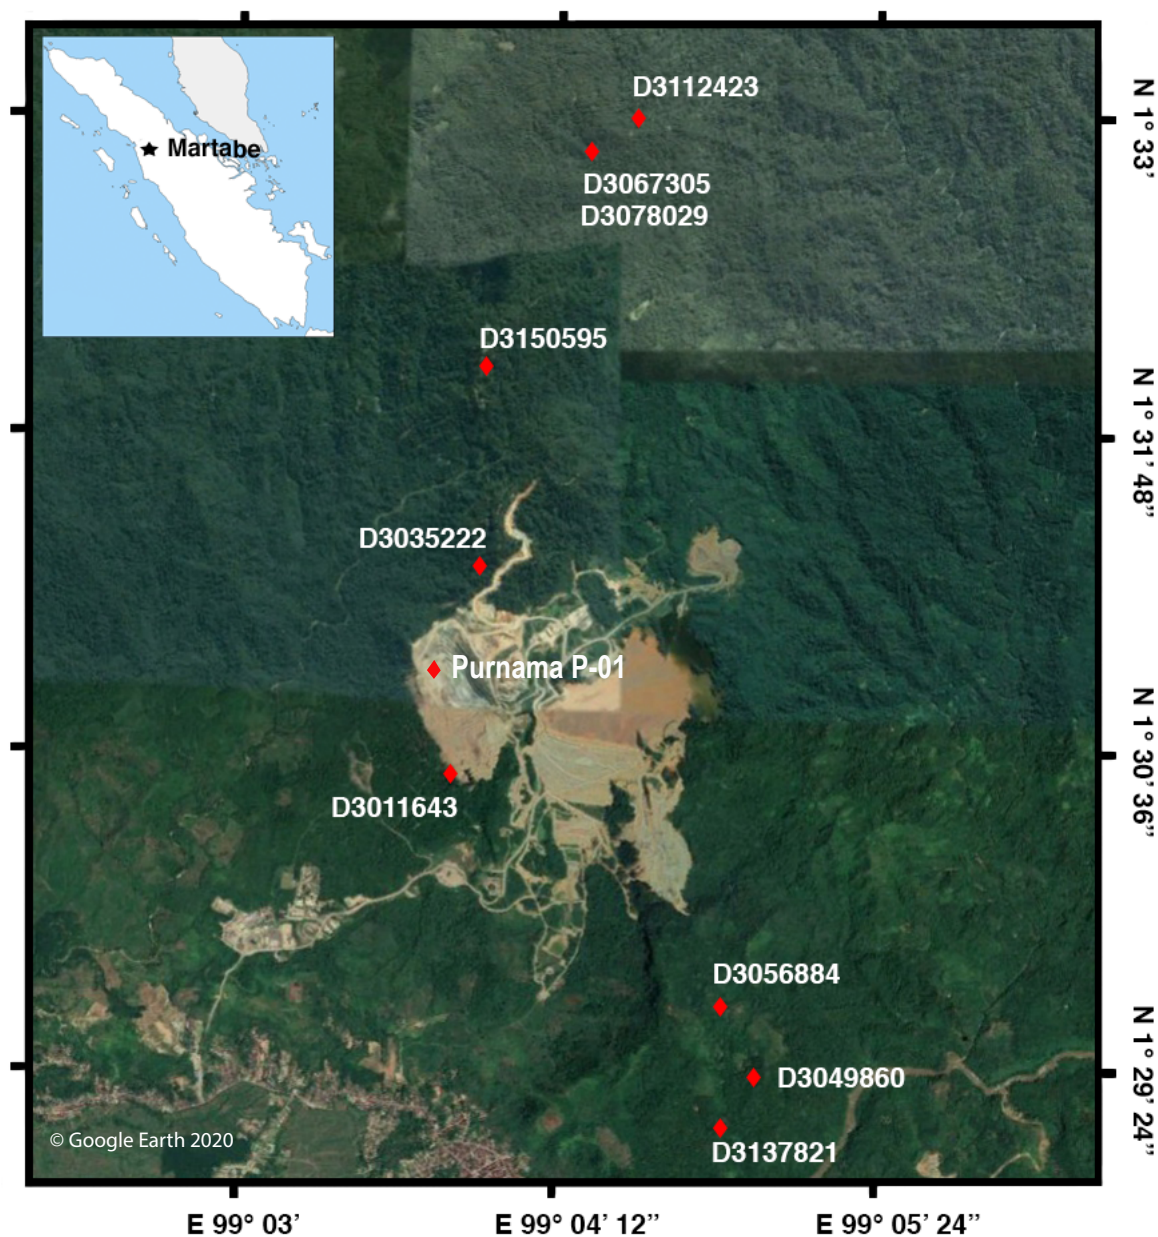 D3112423
Martabe
D3067305
D3078029
N 1° 33’
D3150595
N 1° 31’ 48”
D3035222
Purnama P-01
N 1° 30’ 36”
D3011643
D3056884
D3049860
N 1° 29’ 24”
© Google Earth 2020
D3137821
E 99° 03’
E 99° 04’ 12”
E 99° 05’ 24”